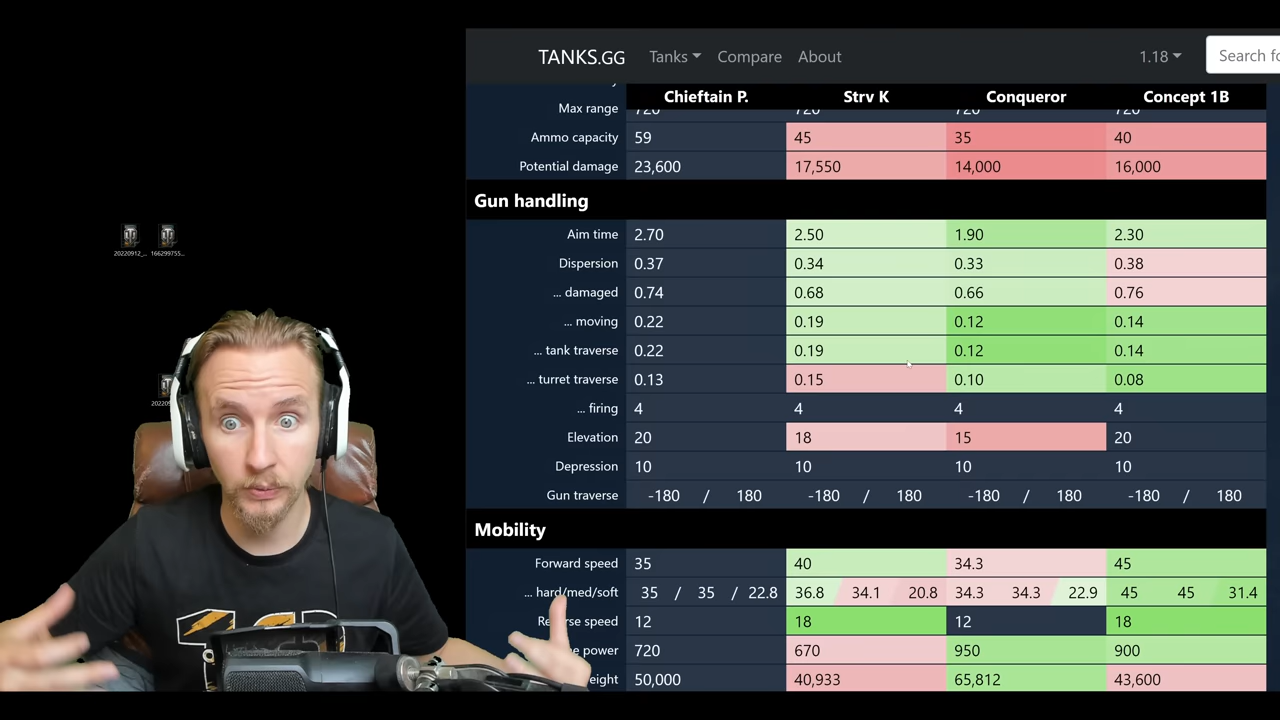 TANKS.GG Tanks Compare About 1.18 Search fo
Chieftain P. Strv K Conqueror Concept 1B
Max range 720 720 720 720
Ammo capacity 59 45 35 40
Potential damage 23,600 17,550 14,000 16,000
Gun handling
Aim time 2.70 2.50 1.90 2.30
Dispersion 0.37 0.34 0.33 0.38
... damaged 0.74 0.68 0.66 0.76
... moving 0.22 0.19 0.12 0.14
... tank traverse 0.22 0.19 0.12 0.14
... turret traverse 0.13 0.15 0.10 0.08
... firing 4 4 4 4
Elevation 20 18 15 20
Depression 10 10 10 10
Gun traverse -180 / 180 -180 / 180 -180 / 180 -180 / 180
Mobility
Forward speed 35 40 34.3 45
... hard/med/soft 35 / 35 / 22.8 36.8 34.1 20.8 34.3 34.3 22.9 45 45 31.4
speed 12 18 12 18
power 720 670 950 900
50,000 40,933 65,812 43,600
20220912_... 166299755...